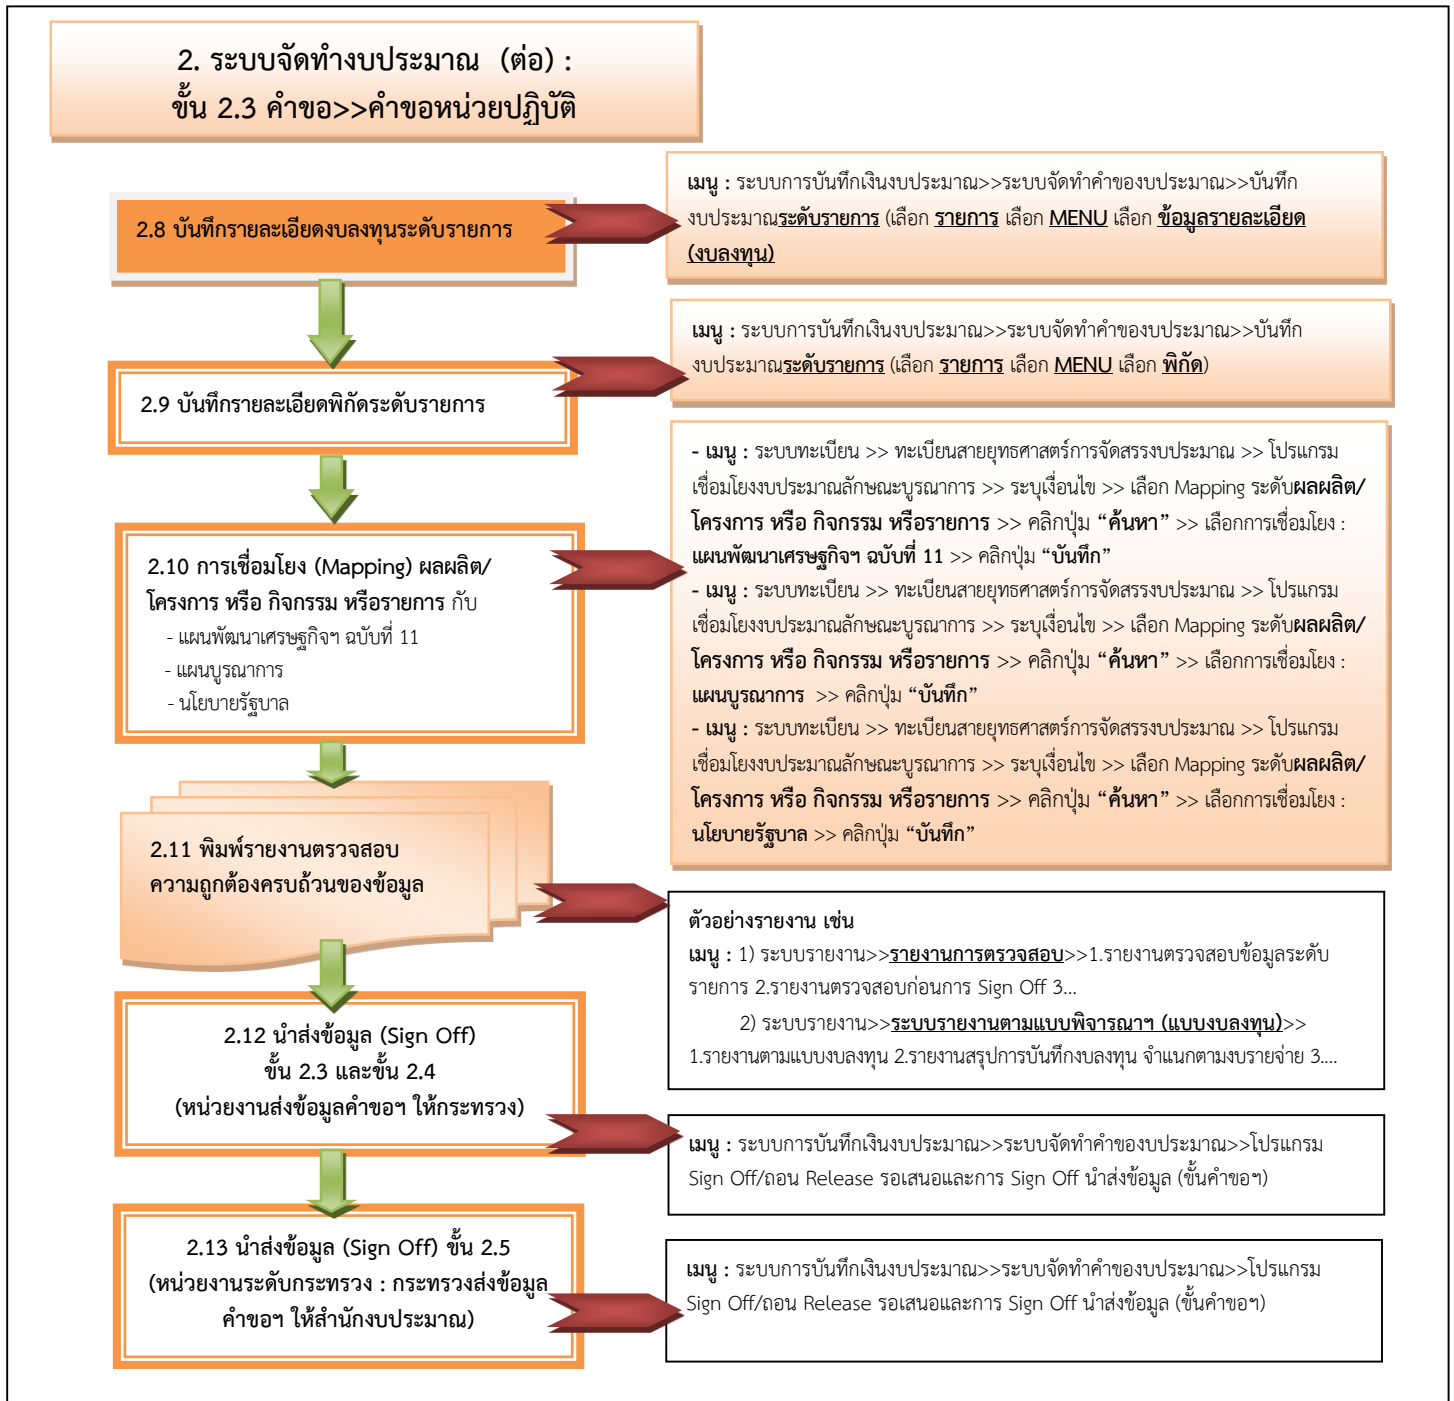 2. ระบบจัดทำงบประมาณ (ต่อ) :
ขั้น 2.3 คำขอ>>คำขอหน่วยปฏิบัติ
2.8 บันทึกรายละเอียดงบลงทุนระดับรายการ
เมนู : ระบบการบันทึกเงินงบประมาณ>>ระบบจัดทำคำของบประมาณ>>บันทึก
งบประมาณระดับรายการ (เลือก รายการ เลือก MENU เลือก ข้อมูลรายละเอียด
(งบลงทุน)
2.9 บันทึกรายละเอียดพิกัดระดับรายการ
เมนู : ระบบการบันทึกเงินงบประมาณ>>ระบบจัดทำคำของบประมาณ>>บันทึก
งบประมาณระดับรายการ (เลือก รายการ เลือก MENU เลือก พิกัด)
2.10 การเชื่อมโยง (Mapping) ผลผลิต/
โครงการ หรือ กิจกรรม หรือรายการ กับ
- แผนพัฒนาเศรษฐกิจฯ ฉบับที่ 11
- แผนบูรณาการ
- นโยบายรัฐบาล
- เมนู : ระบบทะเบียน >> ทะเบียนสายยุทธศาสตร์การจัดสรรงบประมาณ >> โปรแกรม
เชื่อมโยงงบประมาณลักษณะบูรณาการ >> ระบุเงื่อนไข >> เลือก Mapping ระดับผลผลิต/
โครงการ หรือ กิจกรรม หรือรายการ >> คลิกปุ่ม “ค้นหา” >> เลือกการเชื่อมโยง :
แผนพัฒนาเศรษฐกิจฯ ฉบับที่ 11 >> คลิกปุ่ม “บันทึก”
- เมนู : ระบบทะเบียน >> ทะเบียนสายยุทธศาสตร์การจัดสรรงบประมาณ >> โปรแกรม
เชื่อมโยงงบประมาณลักษณะบูรณาการ >> ระบุเงื่อนไข >> เลือก Mapping ระดับผลผลิต/
โครงการ หรือ กิจกรรม หรือรายการ >> คลิกปุ่ม “ค้นหา” >> เลือกการเชื่อมโยง :
แผนบูรณาการ >> คลิกปุ่ม “บันทึก”
- เมนู : ระบบทะเบียน >> ทะเบียนสายยุทธศาสตร์การจัดสรรงบประมาณ >> โปรแกรม
เชื่อมโยงงบประมาณลักษณะบูรณาการ >> ระบุเงื่อนไข >> เลือก Mapping ระดับผลผลิต/
โครงการ หรือ กิจกรรม หรือรายการ >> คลิกปุ่ม “ค้นหา” >> เลือกการเชื่อมโยง :
นโยบายรัฐบาล >> คลิกปุ่ม “บันทึก”
2.11 พิมพ์รายงานตรวจสอบ
ความถูกต้องครบถ้วนของข้อมูล
ตัวอย่างรายงาน เช่น
เมนู : 1) ระบบรายงาน>>รายงานการตรวจสอบ>>1.รายงานตรวจสอบข้อมูลระดับ
รายการ 2.รายงานตรวจสอบก่อนการ Sign Off 3...
2) ระบบรายงาน>>ระบบรายงานตามแบบพิจารณาฯ (แบบงบลงทุน)>>
1.รายงานตามแบบงบลงทุน 2.รายงานสรุปการบันทึกงบลงทุน จำแนกตามงบรายจ่าย 3....
2.12 นำส่งข้อมูล (Sign Off)
ขั้น 2.3 และขั้น 2.4
(หน่วยงานส่งข้อมูลคำขอฯ ให้กระทรวง)
เมนู : ระบบการบันทึกเงินงบประมาณ>>ระบบจัดทำคำของบประมาณ>>โปรแกรม
Sign Off/ถอน Release รอเสนอและการ Sign Off นำส่งข้อมูล (ขั้นคำขอฯ)
2.13 นำส่งข้อมูล (Sign Off) ขั้น 2.5
(หน่วยงานระดับกระทรวง : กระทรวงส่งข้อมูล
คำขอฯ ให้สำนักงบประมาณ)
เมนู : ระบบการบันทึกเงินงบประมาณ>>ระบบจัดทำคำของบประมาณ>>โปรแกรม
Sign Off/ถอน Release รอเสนอและการ Sign Off นำส่งข้อมูล (ขั้นคำขอฯ)